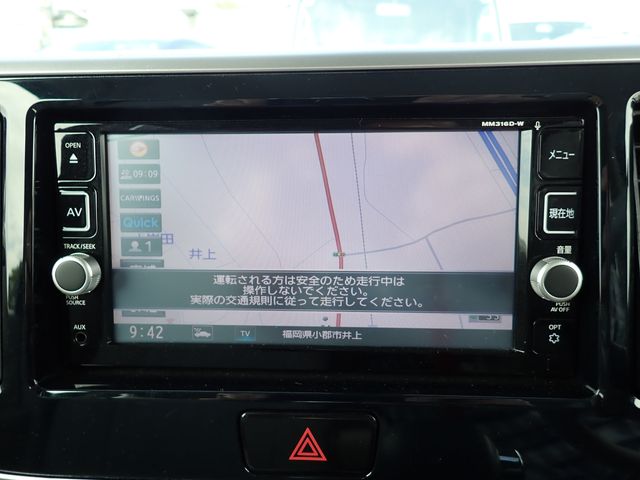 MM316D-W
OPEN
メニュー
09:09
CARWINGS
AV
現在地
Quick
1
井上
TRACK/SEEK
音量
運転される方は安全のため走行中は
操作しないでください。
実際の交通規則に従って走行してください。
PUSH
SOURCE
PUSH
AV OFF
AUX
9:42
TV
福岡県小郡市井上
OPT